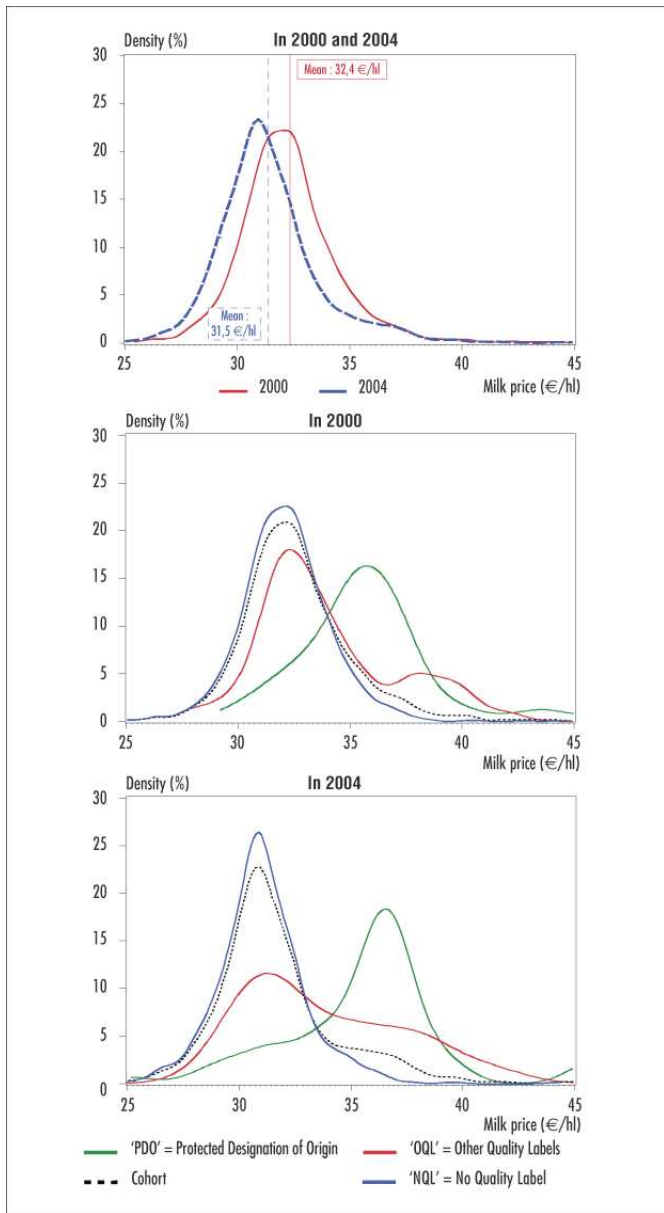 Density (%)
In 2000 and 2004
30
Mean : 32,4 €/hl
25
20
15
10
5
Mean :
31,5 €/hl
0
25
30
35
40
45
Milk price (€/hl)
2000
2004
Density (%)
In 2000
30
25
20
15
10
5
0
25
30
35
40
45
Milk price (€/hl)
Density (%)
In 2004
30
25
20
15
10
5
0
25
30
35
40
45
Milk price (€/hl)
'PDO' = Protected Designation of Origin
'OQL' = Other Quality Labels
Cohort
'NQL' = No Quality Label